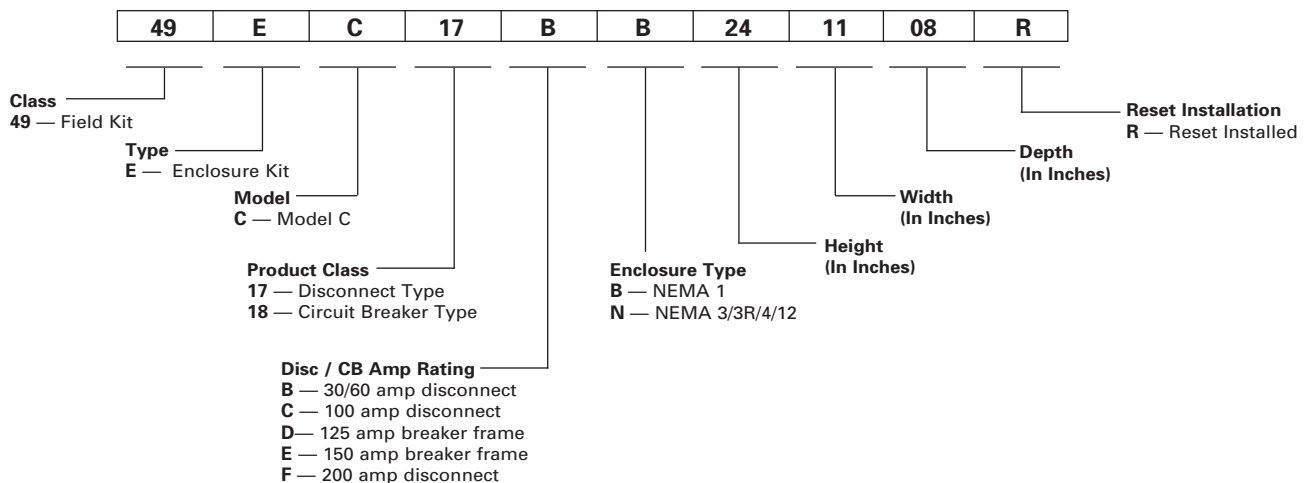 49 E C 17 B B 24 11 08 R
Class
49 — Field Kit
Type
E — Enclosure Kit
Model
C — Model C
Product Class
17 — Disconnect Type
18 — Circuit Breaker Type
Disc / CB Amp Rating
B — 30/60 amp disconnect
C — 100 amp disconnect
D— 125 amp breaker frame
E — 150 amp breaker frame
F — 200 amp disconnect
Enclosure Type
B — NEMA 1
N — NEMA 3/3R/4/12
Height
(In Inches)
Width
(In Inches)
Depth
(In Inches)
Reset Installation
R — Reset Installed